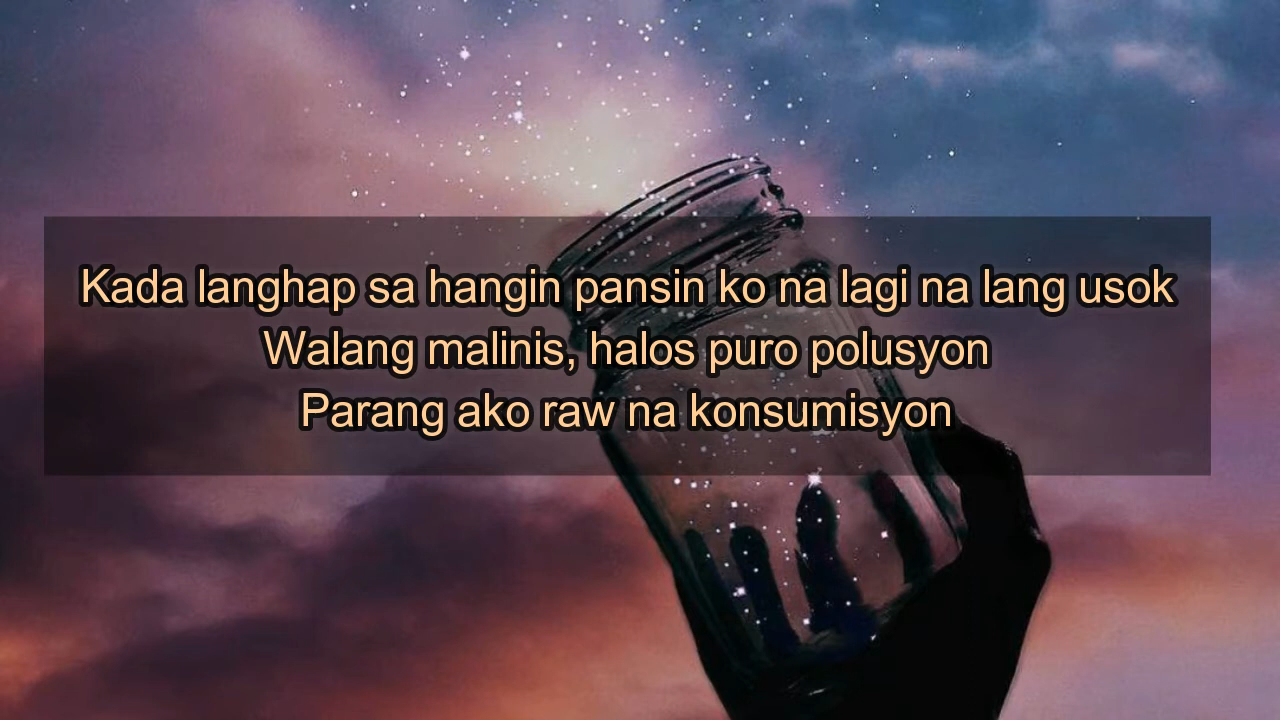 Kada langhap sa hangin pansin ko na lagi na lang usok
Walang malinis, halos puro polusyon
Parang ako raw na konsumisyon